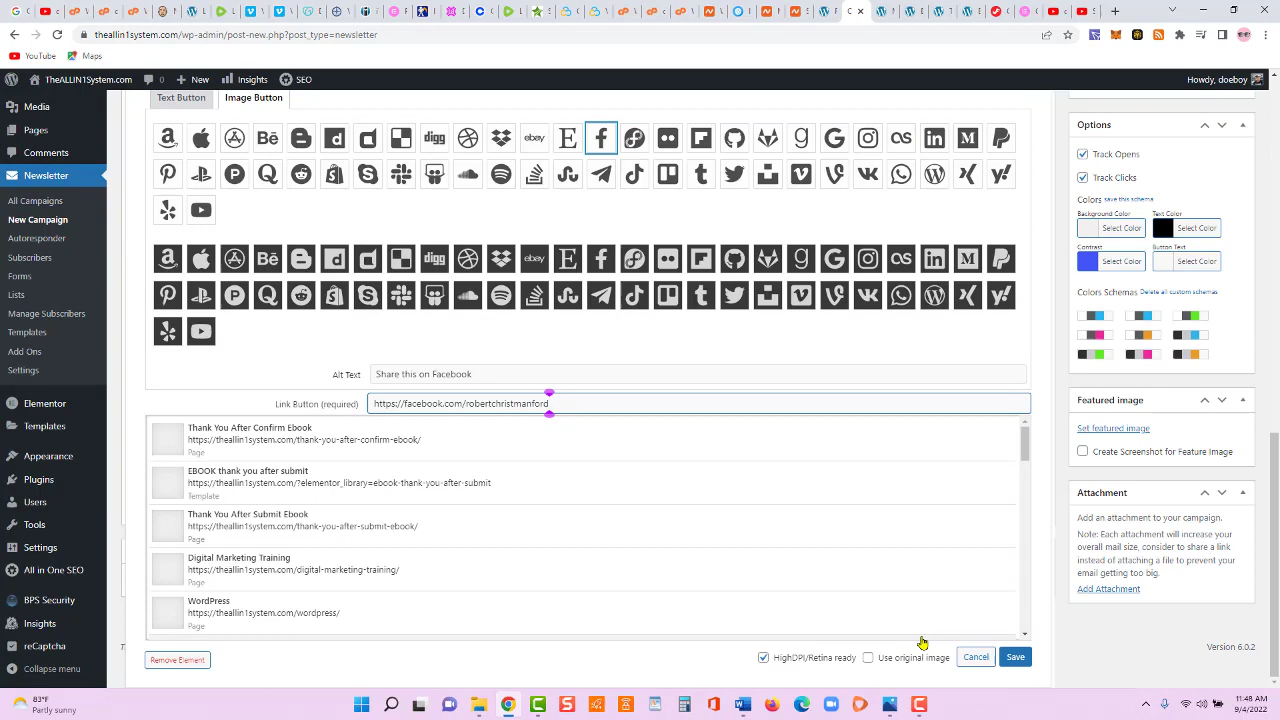 theallin1system.com/wp-admin/post-new.php?post_type=newsletter
YouTube
Maps
TheALLIN1System.com
0
New
Insights
SEO
Howdy, doeboy
Media
Pages
Comments
Newsletter
All Campaigns
New Campaign
Autoresponder
Subscribers
Forms
Lists
Manage Subscribers
Templates
Add Ons
Settings
Elementor
Templates
Appearance
Plugins
Users
Tools
Settings
All in One SEO
BPS Security
Insights
reCaptcha
Collapse menu
Text Button
Image Button
Alt Text
Share this on Facebook
Link Button (required)
https://facebook.com/robertchristmanford
Thank You After Confirm Ebook
https://theallin1system.com/thank-you-after-confirm-ebook/
Page
EBOOK thank you after submit
https://theallin1system.com/?elementor_library=ebook-thank-you-after-submit
Template
Thank You After Submit Ebook
https://theallin1system.com/thank-you-after-submit-ebook/
Page
Digital Marketing Training
https://theallin1system.com/digital-marketing-training/
Page
WordPress
https://theallin1system.com/wordpress/
Page
Remove Element
HighDPI/Retina ready
Use original image
Cancel
Save
Options
Track Opens
Track Clicks
Colors save this schema
Background Color
Text Color
Select Color
Select Color
Contrast
Button Text
Select Color
Select Color
Colors Schemas Delete all custom schemas
Featured image
Set featured image
Create Screenshot for Feature Image
Attachment
Add an attachment to your campaign.
Note: Each attachment will increase your
overall mail size, consider to share a link
instead of attaching a file to prevent your
email getting too big.
Add Attachment
Version 6.0.2
83°F
Partly sunny
11:48 AM
9/4/2022